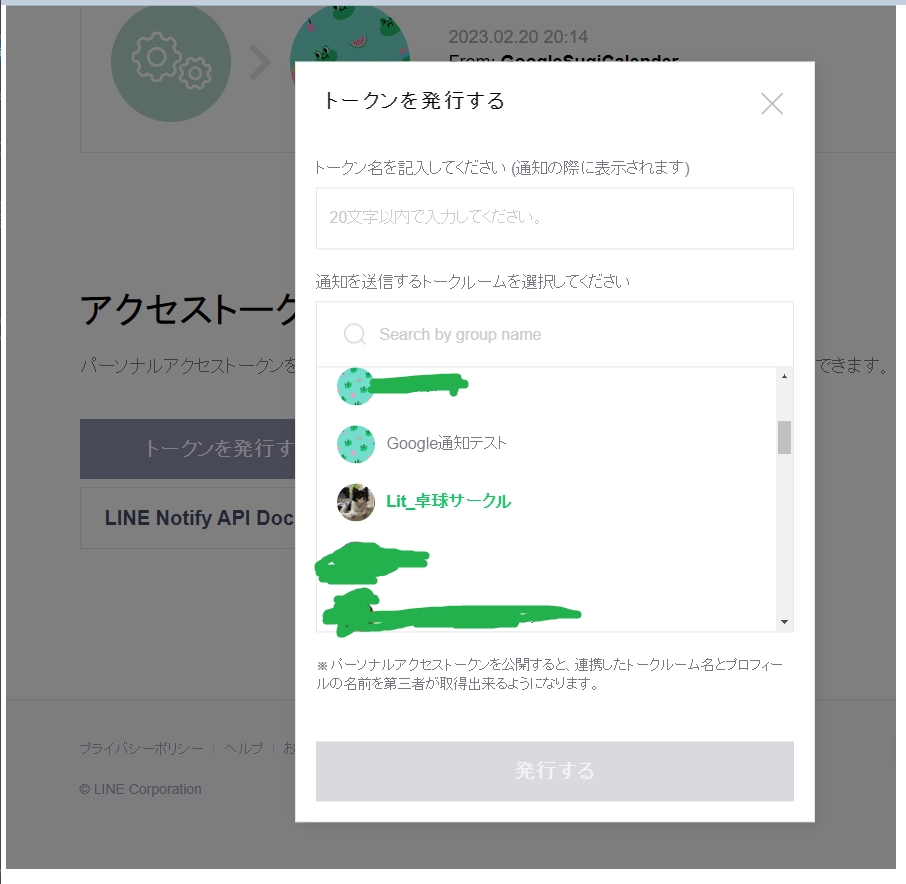 2023.02.20 20:14
From: GoogleSugiCalender
トークンを発行する
トークン名を記入してください (通知の際に表示されます)
20文字以内で入力してください。
通知を送信するトークルームを選択してください
アクセストーク
Search by group name
パーソナルアクセストークンを
できます。
Google通知テスト
トークンを発行す
Lit_卓球サークル
LINE Notify API Doc
※パーソナルアクセストークンを公開すると、連携したトークルーム名とプロフィー
ルの名前を第三者が取得出来るようになります。
プライバシーポリシー | ヘルプ | お
発行する
© LINE Corporation